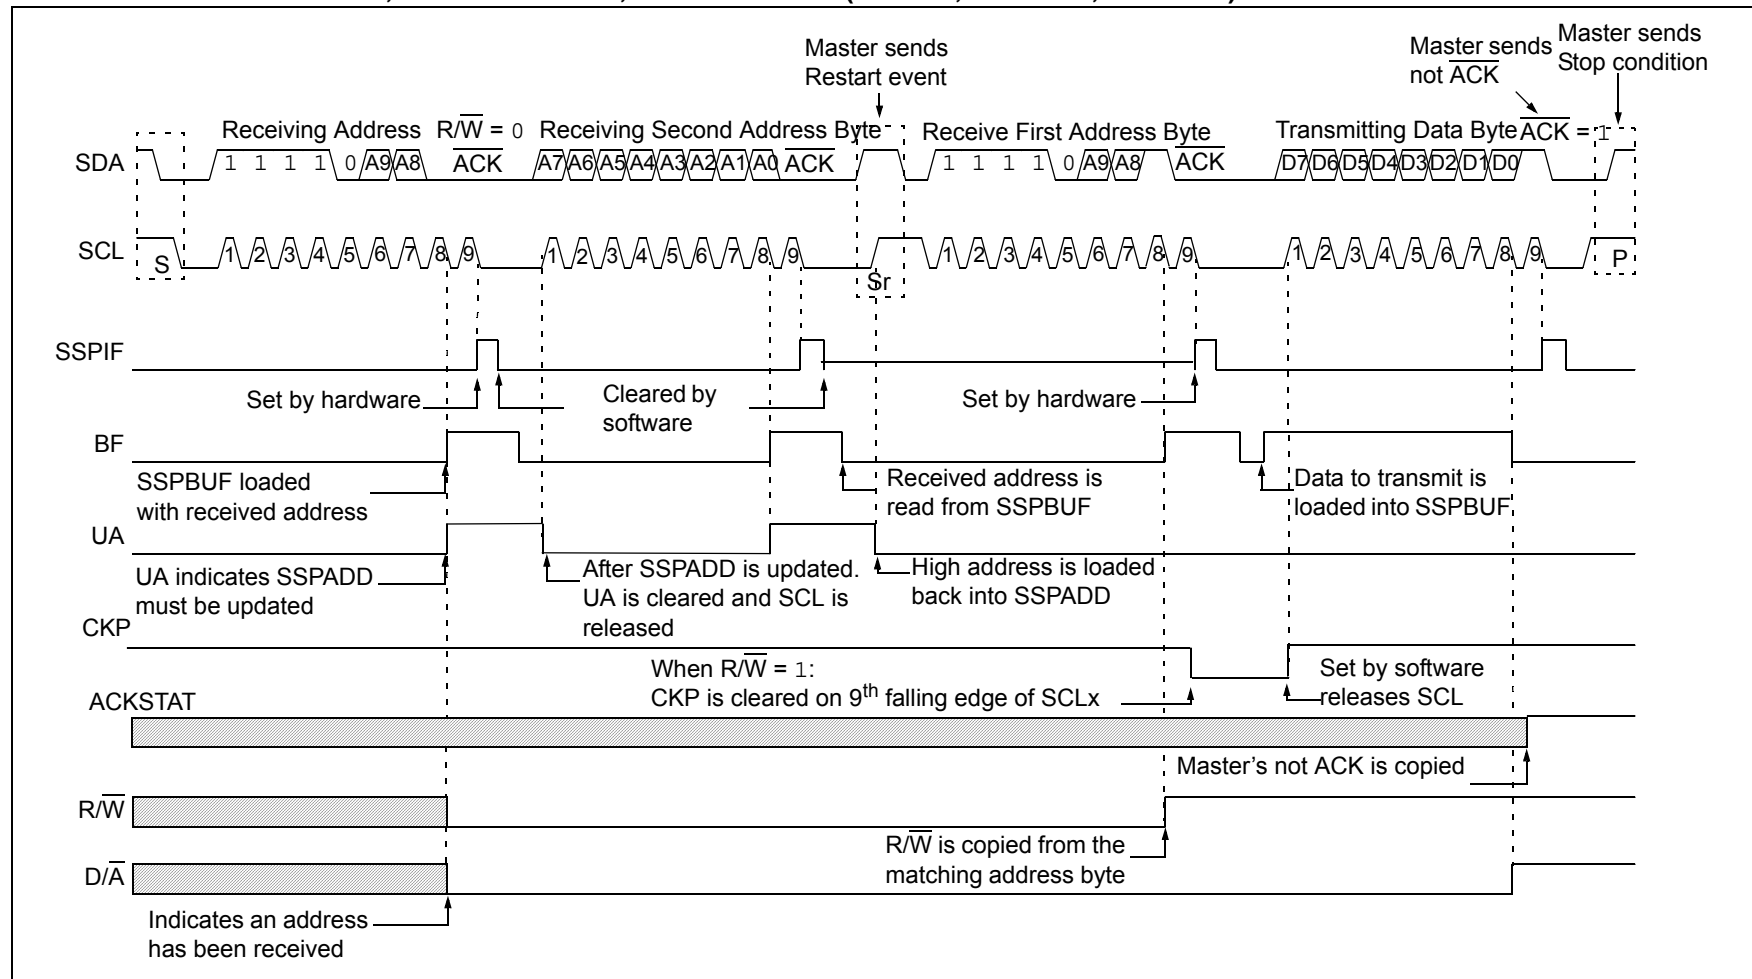 Master sends
Restart event
Master sends
not ACK
Master sends
Stop condition
Receiving Address R/W = 0 Receiving Second Address Byte Receive First Address Byte Transmitting Data Byte ACK = 1
SDA 1 1 1 1 0 A9 A8 ACK A7 A6 A5 A4 A3 A2 A1 A0 ACK 1 1 1 1 0 A9 A8 ACK D7 D6 D5 D4 D3 D2 D1 D0
SCL S 1 2 3 4 5 6 7 8 9 1 2 3 4 5 6 7 8 9 Sr 1 2 3 4 5 6 7 8 9 1 2 3 4 5 6 7 8 9 P
SSPIF
Set by hardware
Cleared by
software
Set by hardware
BF
SSPBUF loaded
with received address
Received address is
read from SSPBUF
Data to transmit is
loaded into SSPBUF
UA
UA indicates SSPADD
must be updated
After SSPADD is updated.
UA is cleared and SCL is
released
High address is loaded
back into SSPADD
CKP
When R/W = 1:
CKP is cleared on 9th falling edge of SCLx
Set by software
releases SCL
ACKSTAT
Master's not ACK is copied
R/W
R/W is copied from the
matching address byte
D/A
Indicates an address
has been received